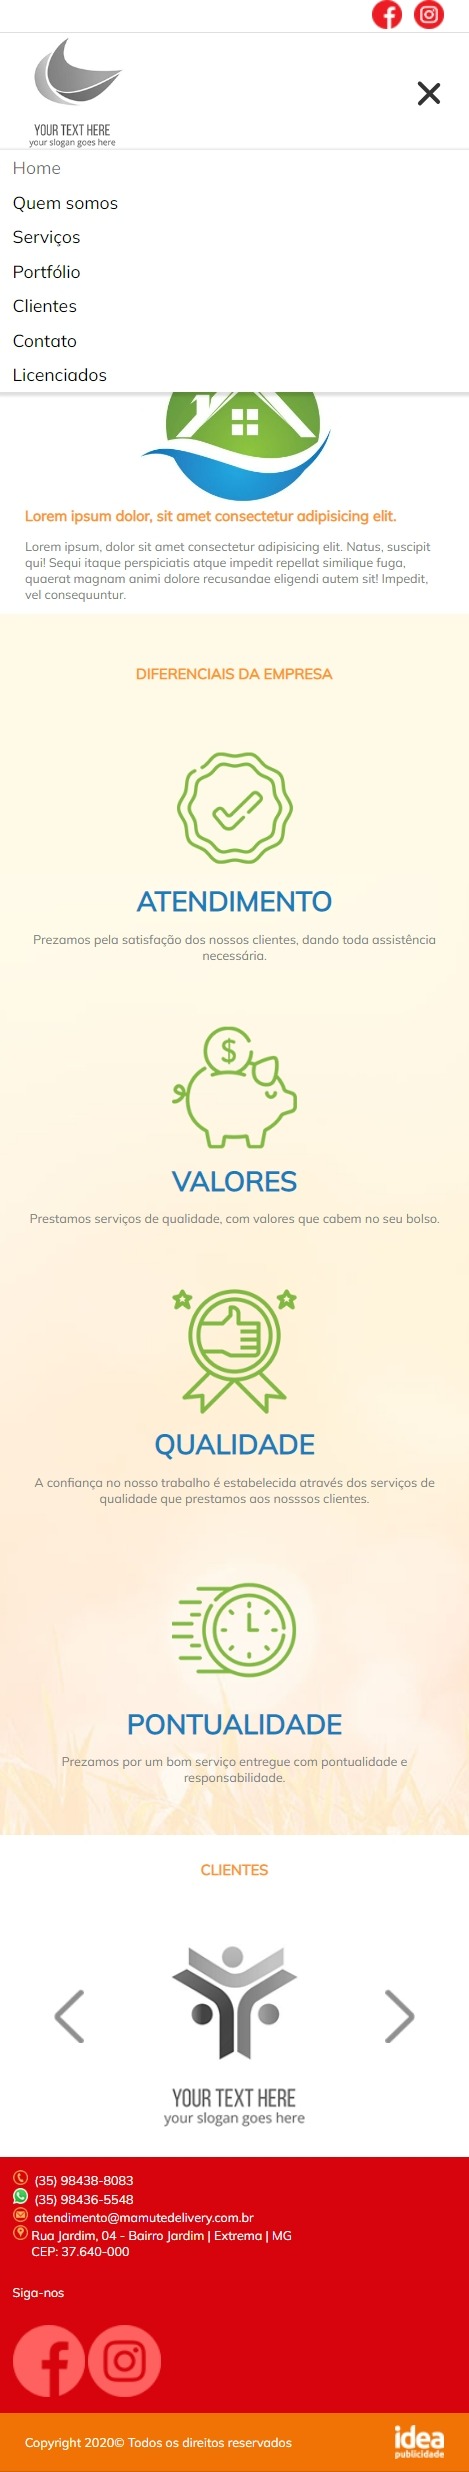 YOUR TEXT HERE
your slogan goes here
Home
Quem somos
Serviços
Portfólio
Clientes
Contato
Licenciados
Lorem ipsum dolor, sit amet consectetur adipisicing elit.
Lorem ipsum, dolor sit amet consectetur adipisicing elit. Natus, suscipit
qui! Sequi itaque perspiciatis atque impedit repellat similique fuga,
quaerat magnam animi dolore recusandae eligendi autem sit! Impedit,
vel consequuntur.
DIFERENCIAIS DA EMPRESA
ATENDIMENTO
Prezamos pela satisfação dos nossos clientes, dando toda assistência
necessária.
$
VALORES
Prestamos serviços de qualidade, com valores que cabem no seu bolso.
QUALIDADE
A confiança no nosso trabalho é estabelecida através dos serviços de
qualidade que prestamos aos nosssos clientes.
PONTUALIDADE
Prezamos por um bom serviço entregue com pontualidade e
responsabilidade.
CLIENTES
YOUR TEXT HERE
your slogan goes here
(35) 98438-8083
(35) 98436-5548
atendimento@mamutedelivery.com.br
Rua Jardim, 04 - Bairro Jardim | Extrema | MG
CEP: 37.640-000
Siga-nos
Copyright 2020© Todos os direitos reservados
idea
publicidade